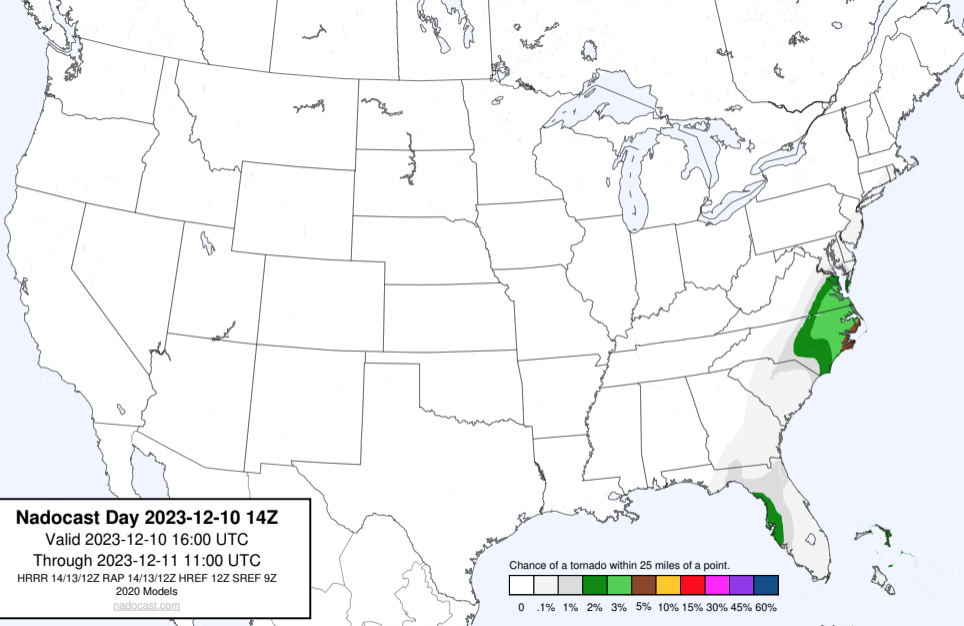 Nadocast Day 2023-12-10 14Z
Valid 2023-12-10 16:00 UTC
Through 2023-12-11 11:00 UTC
HRRR 14/13/12Z RAP 14/13/12Z HREF 12Z SREF 9Z
2020 Models
nadocast.com
Chance of a tornado within 25 miles of a point.
0 .1% 1% 2% 3% 5% 10% 15% 30% 45% 60%